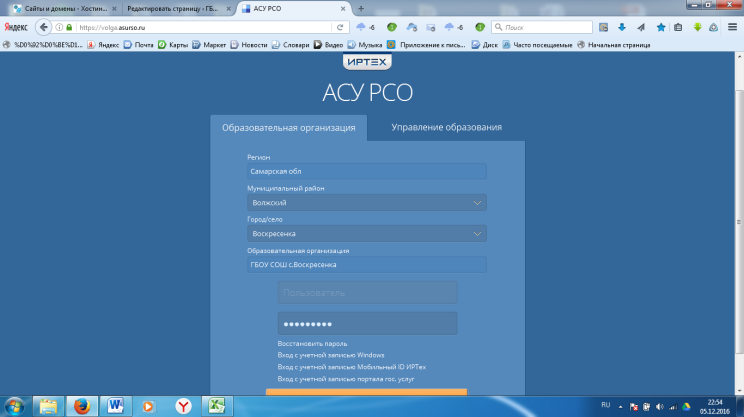 Сайты и домены - Хостин...
Редактировать страницу - ГБ...
АСУ РСО
Яндекс
https://volga.asurso.ru
-6
-6
Поиск
%D0%92%D0%BE%D1...
Яндекс
Почта
Карты
Маркет
Новости
Словари
Видео
Музыка
Приложение к пись...
Диск
Часто посещаемые
Начальная страница
ИРТЕХ
АСУ РСО
Образовательная организация
Управление образования
Регион
Самарская обл
Муниципальный район
Волжский
Город/село
Воскресенка
Образовательная организация
ГБОУ СОШ с.Воскресенка
Пользователь
Восстановить пароль
Вход с учетной записью Windows
Вход с учетной записью Мобильный ID ИРТех
Вход с учетной записью портала гос. услуг
RU
22:54
05.12.2016